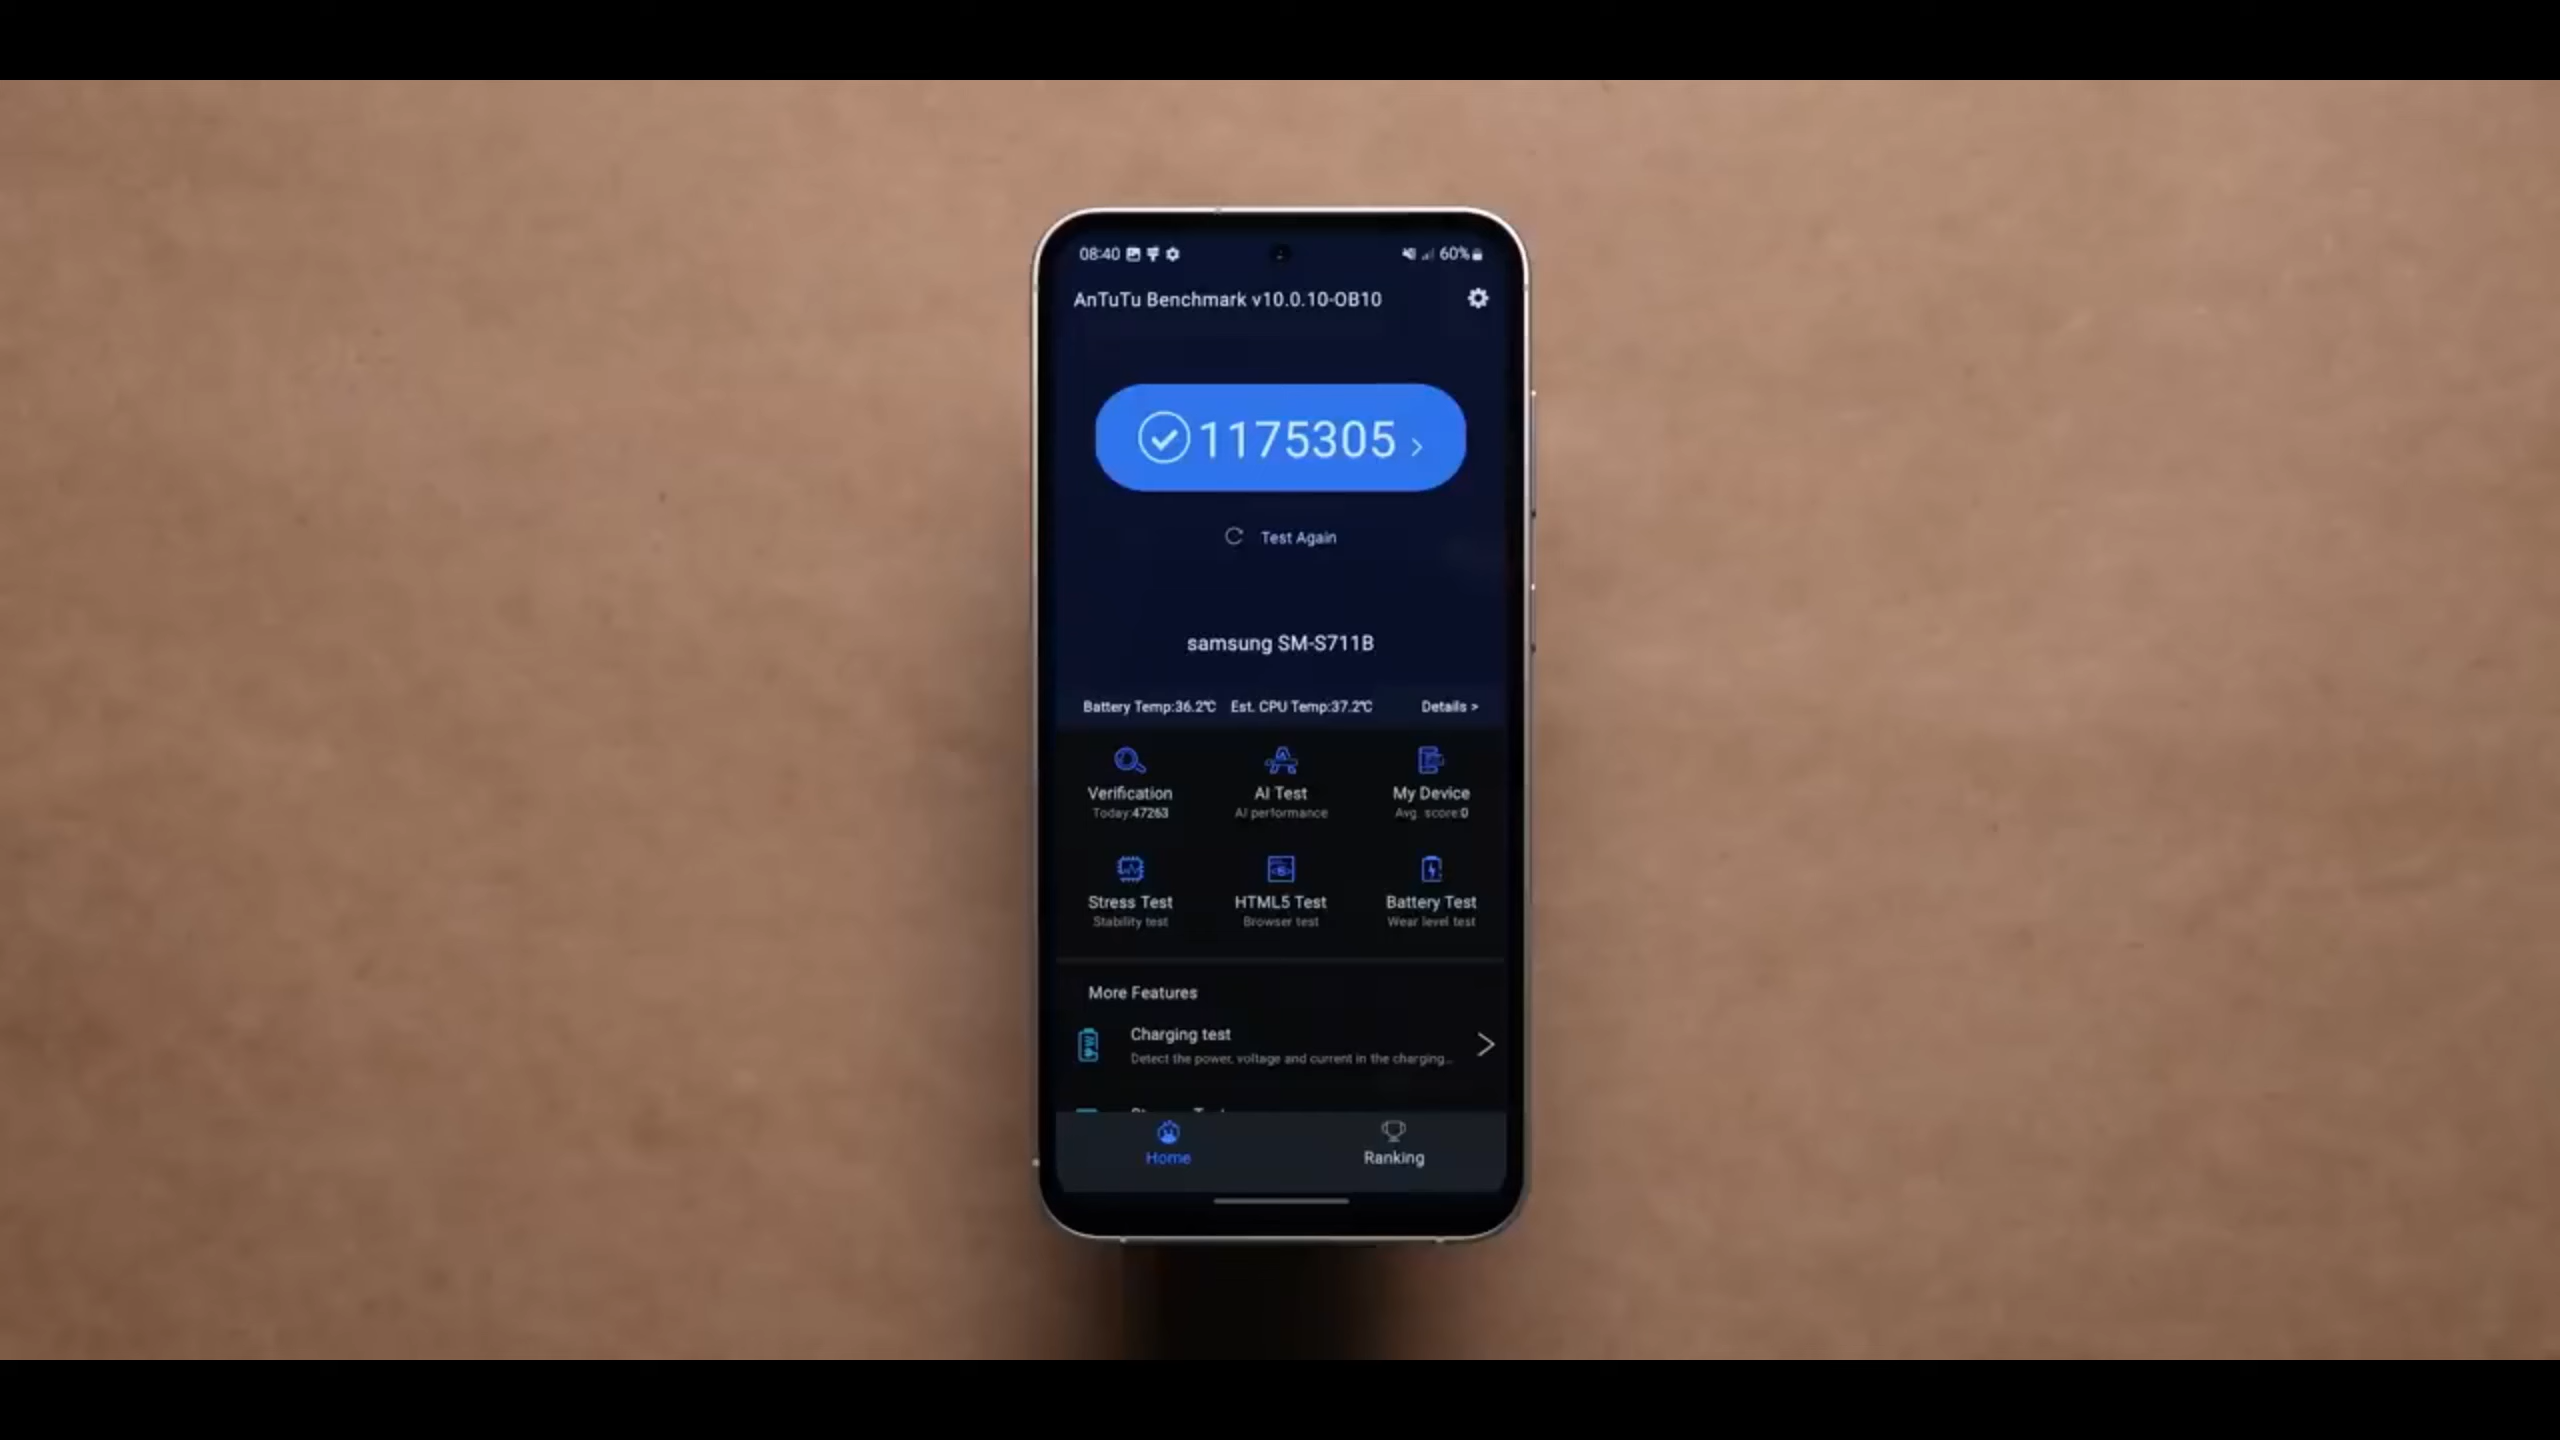 08:40 60%
AnTuTu Benchmark v10.0.10-OB10
1175305 >
Test Again
samsung SM-S711B
Battery Temp:36.2℃ Est. CPU Temp:37.2℃ Details >
Verification AI Test My Device
Today:47263 AI performance Avg. score:0
Stress Test HTML5 Test Battery Test
Stability test Browser test Wear level test
More Features
Charging test
Detect the power, voltage and current in the charging...
Home Ranking